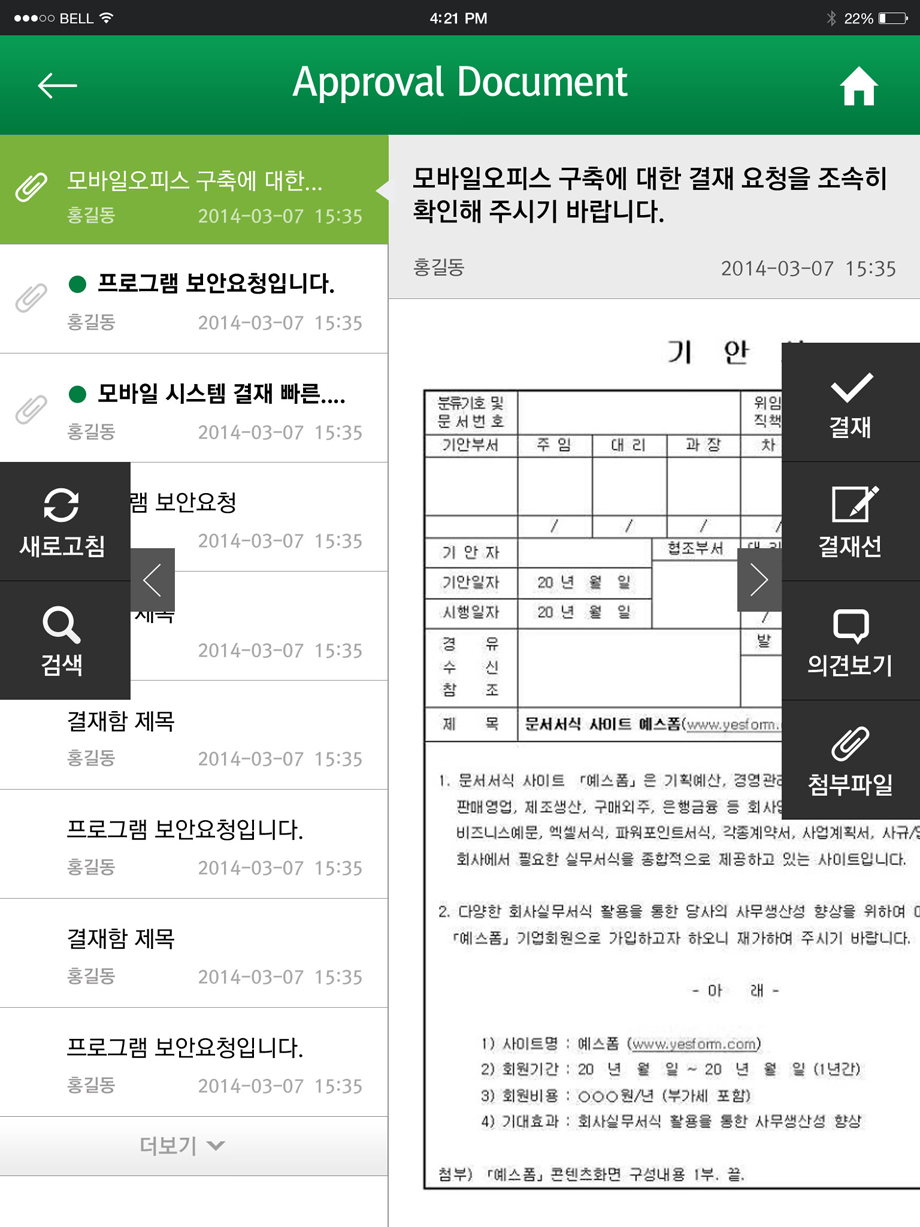 BELL
4:21 PM
22%
Approval Document
모바일오피스 구축에 대한...
홍길동 2014-03-07 15:35
프로그램 보안요청입니다.
홍길동 2014-03-07 15:35
모바일 시스템 결재 빠른....
홍길동 2014-03-07 15:35
램 보안요청
2014-03-07 15:35
제목
2014-03-07 15:35
결재함 제목
홍길동 2014-03-07 15:35
프로그램 보안요청입니다.
홍길동 2014-03-07 15:35
결재함 제목
홍길동 2014-03-07 15:35
프로그램 보안요청입니다.
홍길동 2014-03-07 15:35
더보기
새로고침
검색
모바일오피스 구축에 대한 결재 요청을 조속히
확인해 주시기 바랍니다.
홍길동 2014-03-07 15:35
기 안
분류기호 및 위임
문 서 번 호 직책
기안부서 주 임 대 리 과 장 차
/ / / /
기 안 자 협조부서 대 리
기안일자 20 년 월 일
시행일자 20 년 월 일 /
경 유 발
수 신
참 조
제 목 문서서식 사이트 예스폼(www.yesform.
1. 문서서식 사이트 「예스폼」은 기획예산, 경영관리
판매영업, 제조생산, 구매외주, 은행금융 등 회사
비즈니스예문, 엑셀서식, 파워포인트서식, 각종계약서, 사업계획서, 사규/
회사에서 필요한 실무서식을 종합적으로 제공하고 있는 사이트입니다.
2. 다양한 회사실무서식 활용을 통한 당사의 사무생산성 향상을 위하여
「예스폼」기업회원으로 가입하고자 하오니 재가하여 주시기 바랍니다.
- 아 래 -
1) 사이트명 : 예스폼 (www.yesform.com)
2) 회원기간 : 20 년 월 일 ~ 20 년 월 일 (1년간)
3) 회원비용 : ○○○원/년 (부가세 포함)
4) 기대효과 : 회사실무서식 활용을 통한 사무생산성 향상
첨부) 「예스폼」콘텐츠화면 구성내용 1부. 끝.
결재
결재선
의견보기
첨부파일